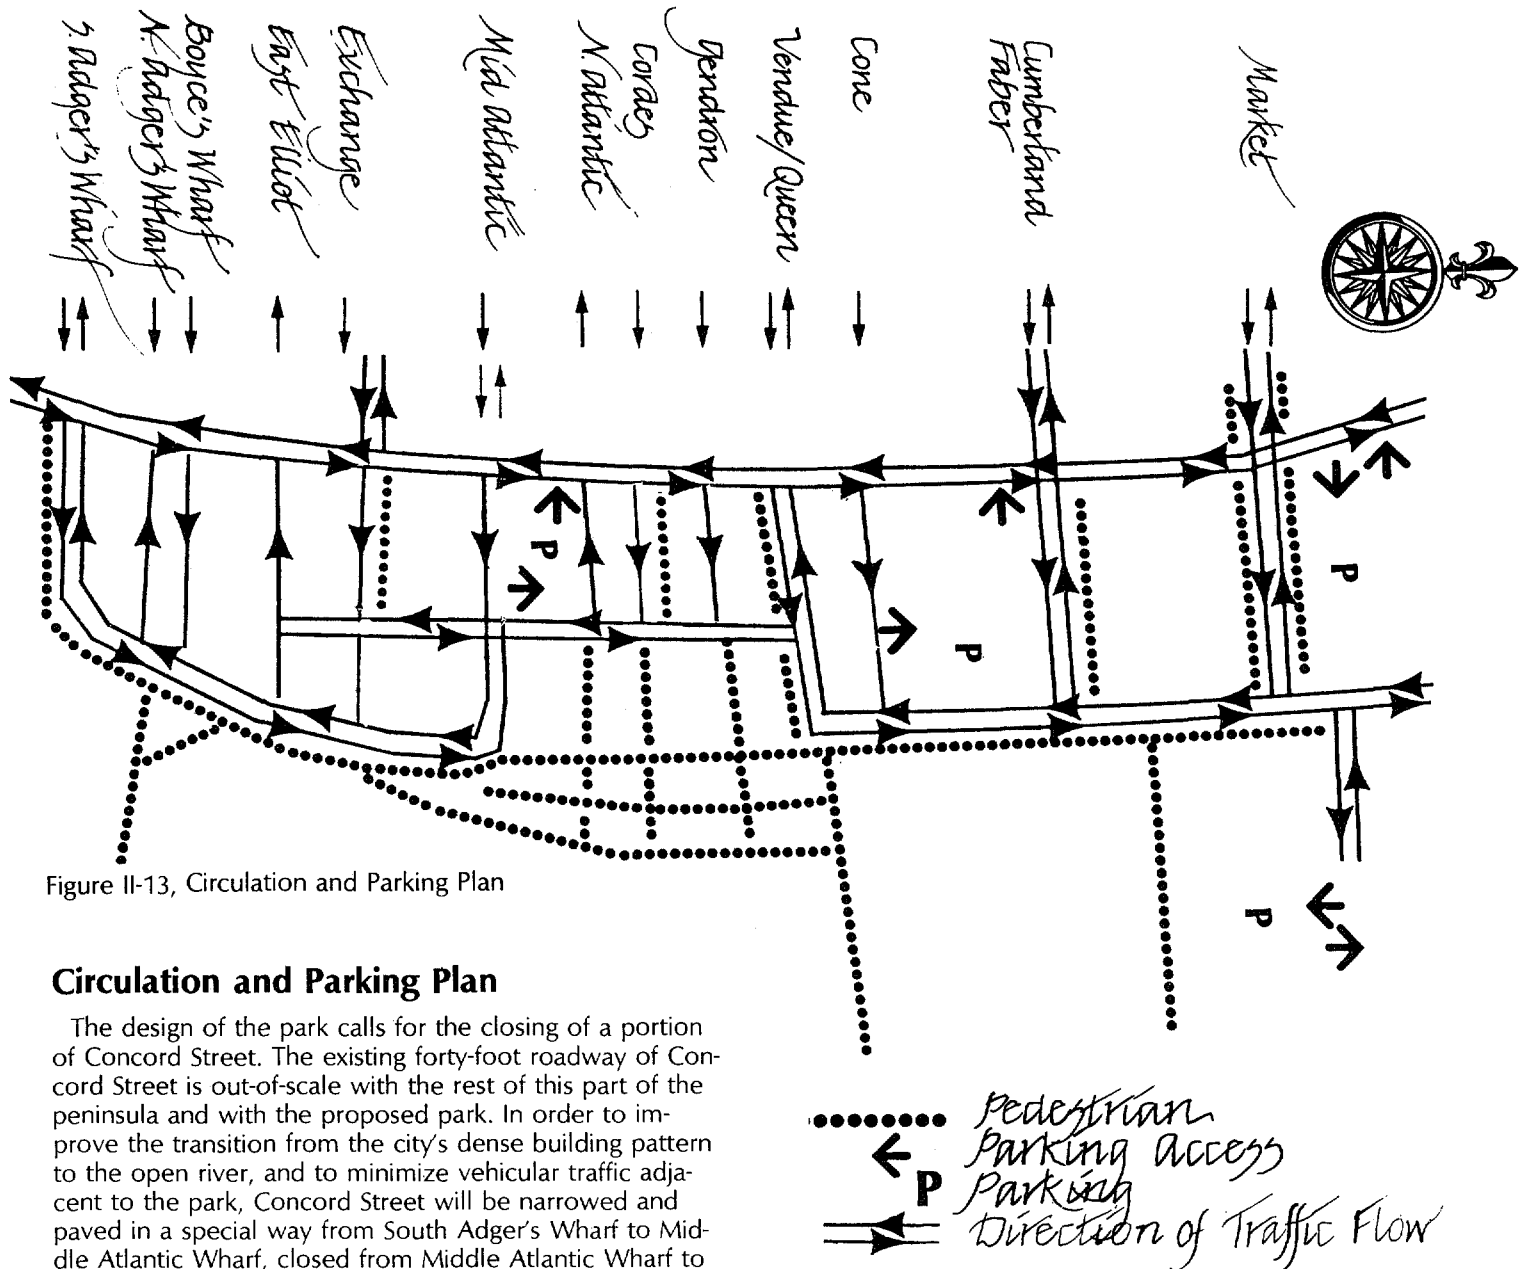 S. Adger's Wharf
N. Adger's Wharf
Boyce's Wharf
East Elliot
Exchange
Mid Atlantic
N. Atlantic
Cordes
Gendron
Vendue/Queen
Cone
Faber
Cumberland
Market
P
P
P
P
Figure II-13, Circulation and Parking Plan
Circulation and Parking Plan
The design of the park calls for the closing of a portion
of Concord Street. The existing forty-foot roadway of Con-
cord Street is out-of-scale with the rest of this part of the
peninsula and with the proposed park. In order to im-
prove the transition from the city's dense building pattern
to the open river, and to minimize vehicular traffic adja-
cent to the park, Concord Street will be narrowed and
paved in a special way from South Adger's Wharf to Mid-
dle Atlantic Wharf, closed from Middle Atlantic Wharf to
Pedestrian
Parking Access
P Parking
Direction of Traffic Flow